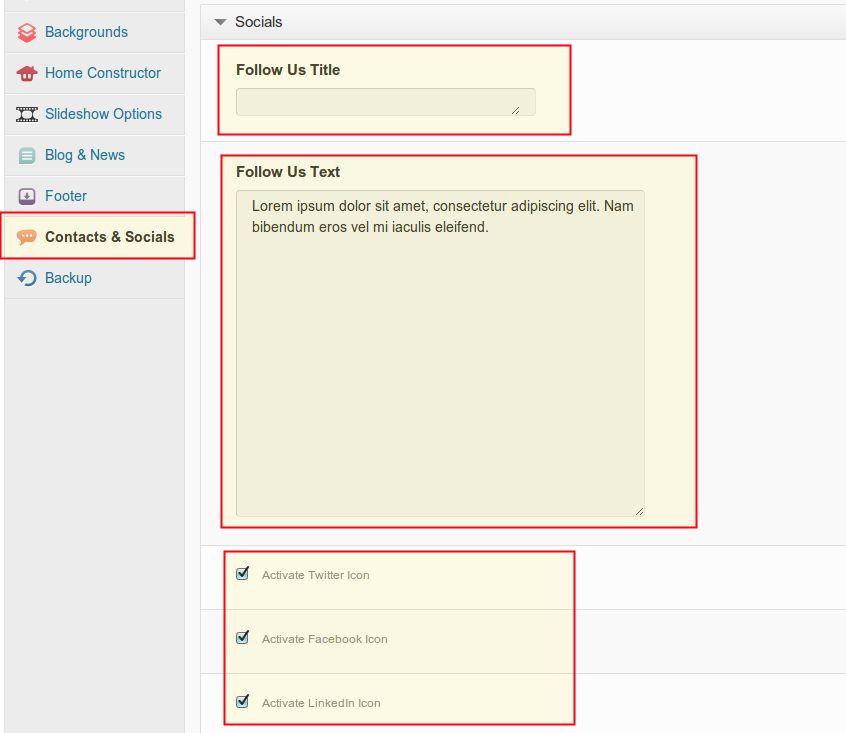 Backgrounds
Home Constructor
Slideshow Options
Blog & News
Footer
Contacts & Socials
Backup
Socials
Follow Us Title
Follow Us Text
Lorem ipsum dolor sit amet, consectetur adipiscing elit. Nam
bibendum eros vel mi iaculis eleifend.
Activate Twitter Icon
Activate Facebook Icon
Activate LinkedIn Icon